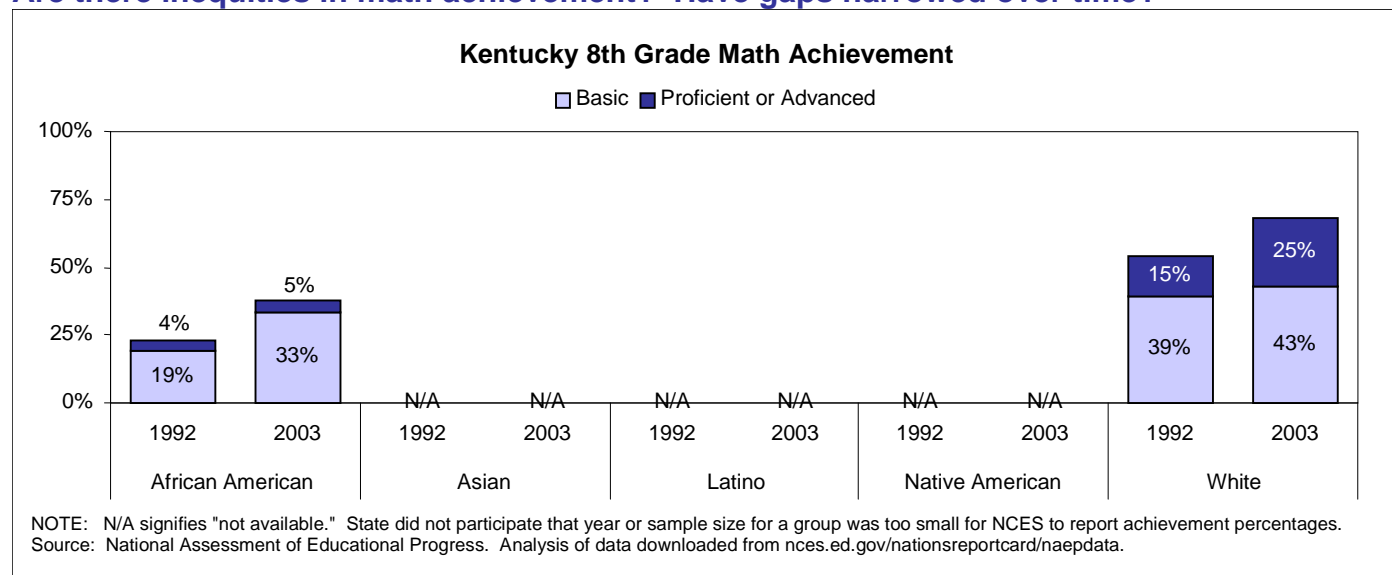 Are there inequities in math achievement? Have gaps narrowed over time?
Kentucky 8th Grade Math Achievement
Basic Proficient or Advanced
100%
75%
50%
25%
0%
4%
19%
5%
33%
N/A N/A N/A N/A N/A N/A
15%
39%
25%
43%
1992 2003 1992 2003 1992 2003 1992 2003 1992 2003
African American Asian Latino Native American White
NOTE: N/A signifies "not available." State did not participate that year or sample size for a group was too small for NCES to report achievement percentages.
Source: National Assessment of Educational Progress. Analysis of data downloaded from nces.ed.gov/nationsreportcard/naepdata.